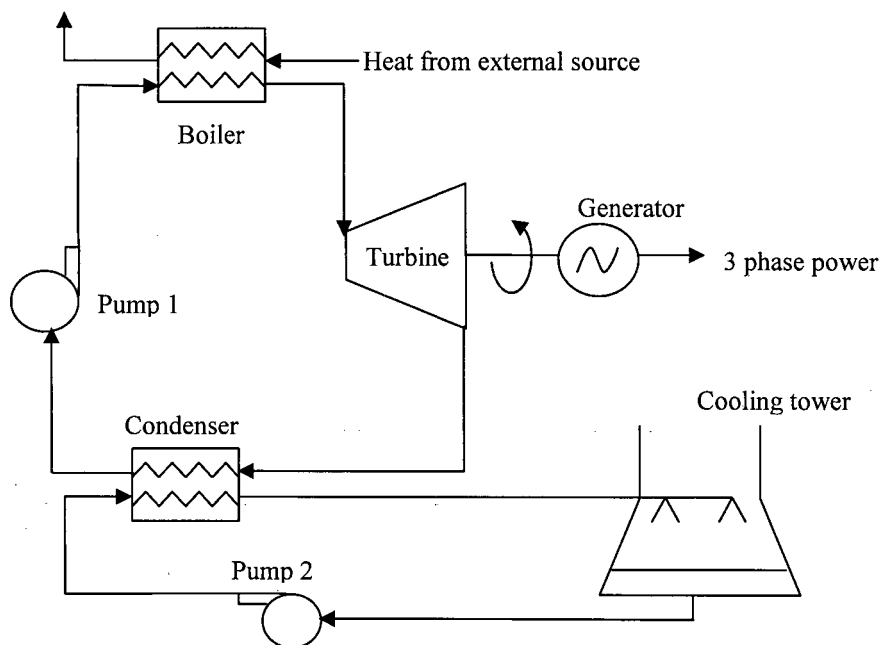 Heat from external source
Boiler
Generator
Turbine
3 phase power
Pump 1
Cooling tower
Condenser
Pump 2